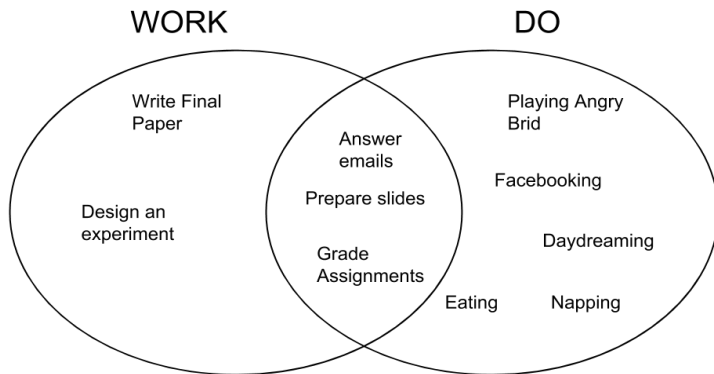 WORK
DO
Write Final
Paper
Design an
experiment
Answer
emails
Prepare slides
Grade
Assignments
Playing Angry
Brid
Facebooking
Daydreaming
Eating
Napping